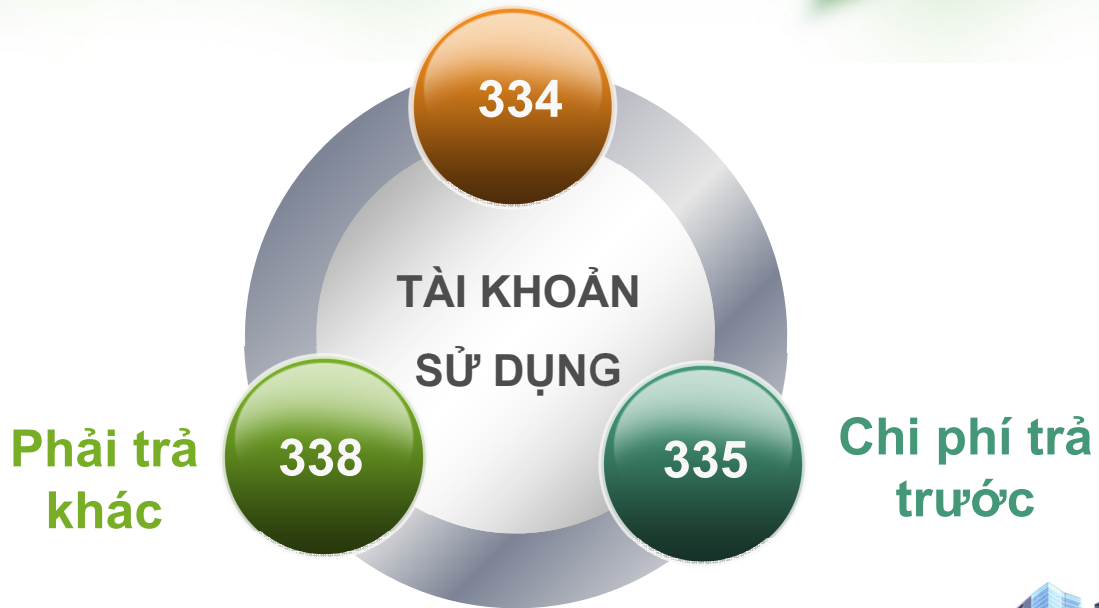 334
TÀI KHOẢN
SỬ DỤNG
Phải trả
khác
338
335
Chi phí trả
trước